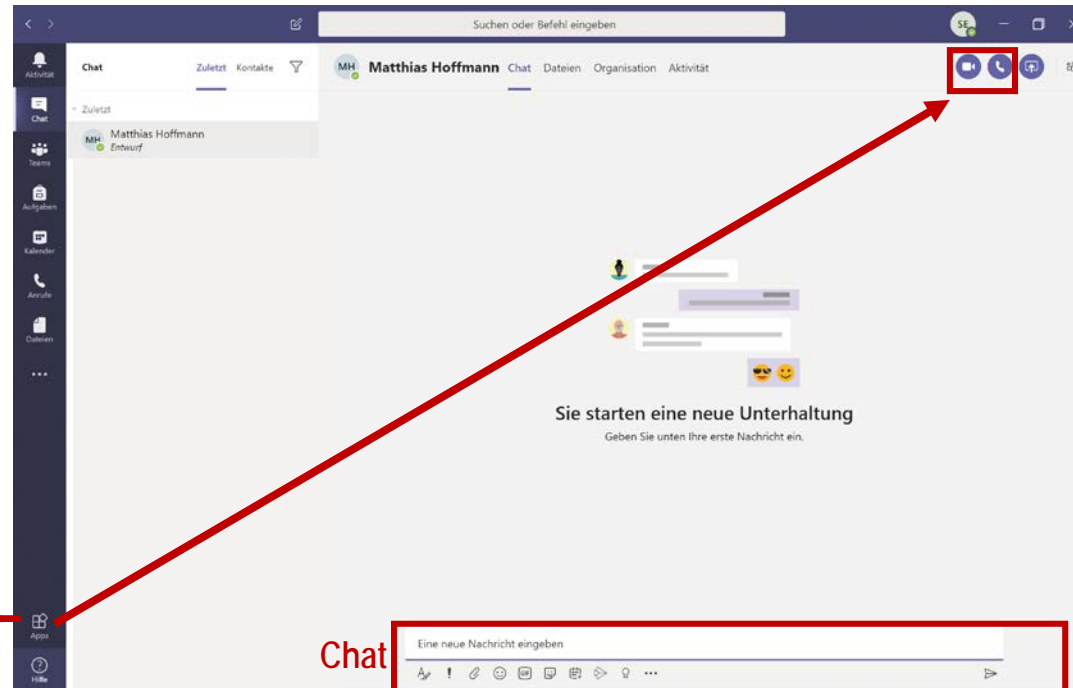 Suchen oder Befehl eingeben
SE
Aktivität
Chat
Teams
Aufgaben
Kalender
Anrufe
Dateien
Apps
Hilfe
Chat Zuletzt Kontakte
Zuletzt
MH Matthias Hoffmann
Entwurf
MH Matthias Hoffmann Chat Dateien Organisation Aktivität
Sie starten eine neue Unterhaltung
Geben Sie unten Ihre erste Nachricht ein.
Chat
Eine neue Nachricht eingeben
GIF